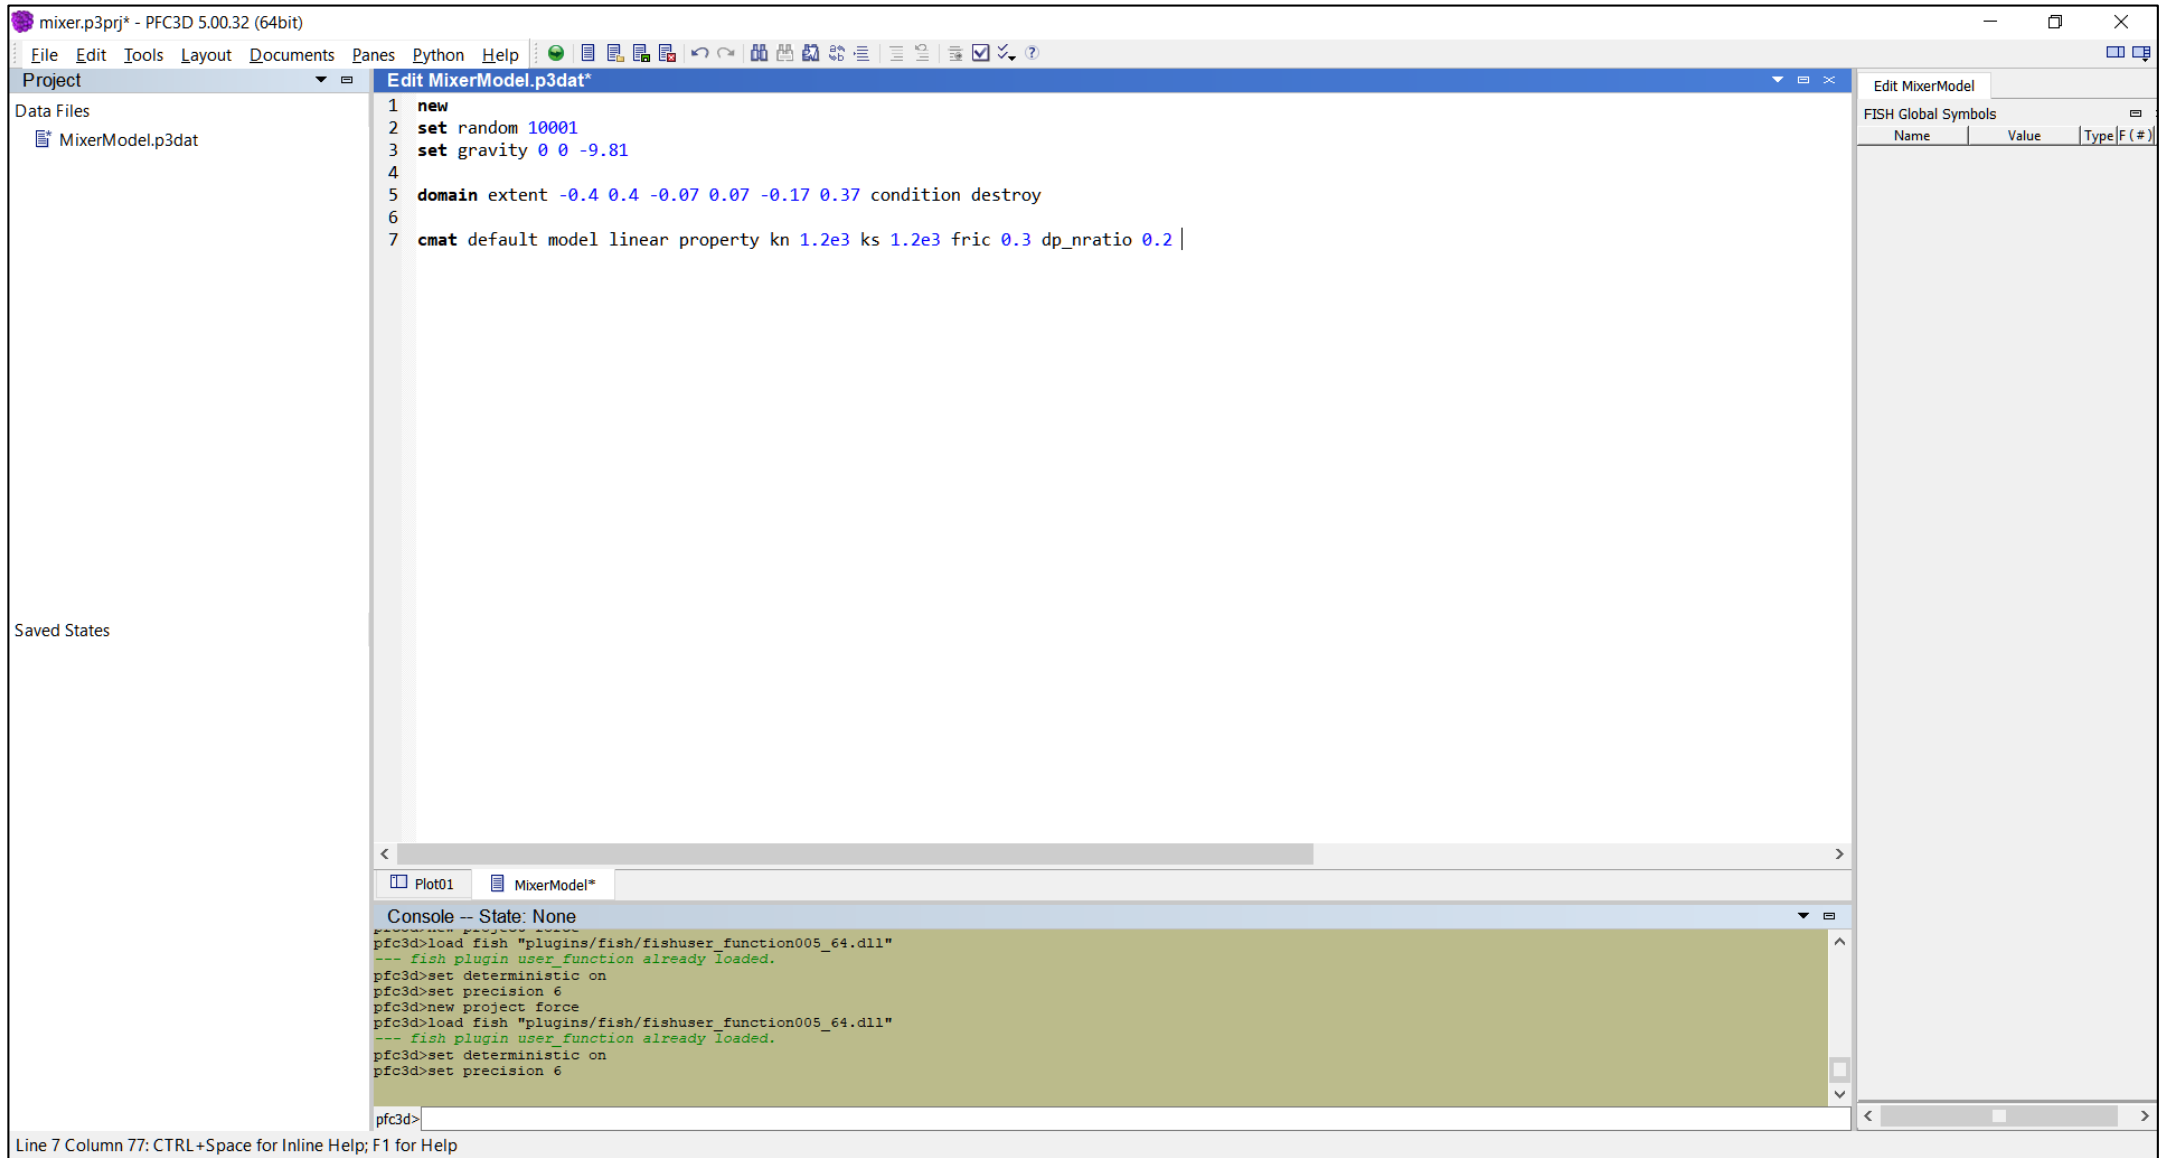 mixer.p3prj* - PFC3D 5.00.32 (64bit)
File Edit Tools Layout Documents Panes Python Help
Project
Data Files
MixerModel.p3dat
Saved States
Edit MixerModel.p3dat*
1 new
2 set random 10001
3 set gravity 0 0 -9.81
4
5 domain extent -0.4 0.4 -0.07 0.07 -0.17 0.37 condition destroy
6
7 cmat default model linear property kn 1.2e3 ks 1.2e3 fric 0.3 dp_nratio 0.2
Plot01 MixerModel*
Console -- State: None
pfc3d>new project force
pfc3d>load fish "plugins/fish/fishuser_function005_64.dll"
--- fish plugin user_function already loaded.
pfc3d>set deterministic on
pfc3d>set precision 6
pfc3d>new project force
pfc3d>load fish "plugins/fish/fishuser_function005_64.dll"
--- fish plugin user_function already loaded.
pfc3d>set deterministic on
pfc3d>set precision 6
pfc3d>
Edit MixerModel
FISH Global Symbols
Name Value Type F ( # )
Line 7 Column 77: CTRL+Space for Inline Help; F1 for Help